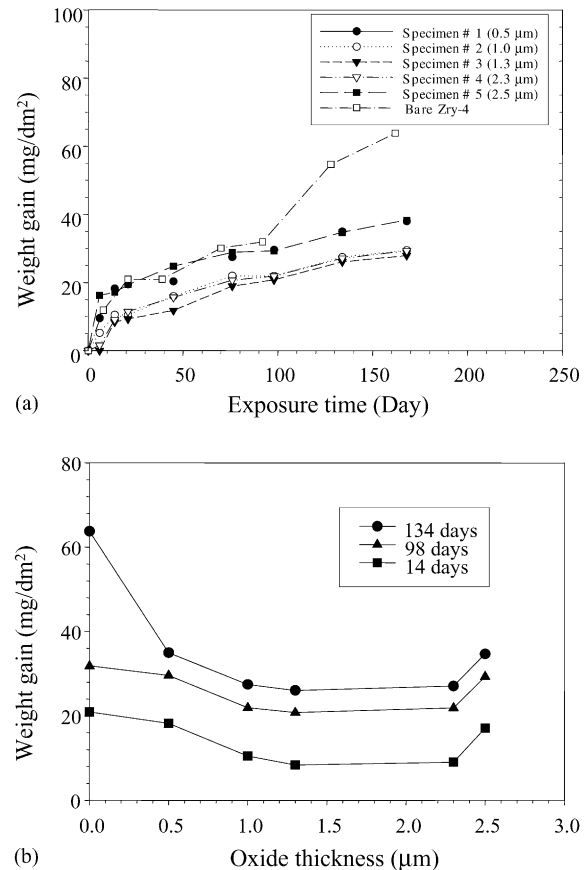 100
80
60
40
20
0
Weight gain (mg/dm²)
Specimen # 1 (0.5 μm)
Specimen # 2 (1.0 μm)
Specimen # 3 (1.3 μm)
Specimen # 4 (2.3 μm)
Specimen # 5 (2.5 μm)
Bare Zry-4
0 50 100 150 200 250
(a) Exposure time (Day)
80
60
40
20
0
Weight gain (mg/dm²)
134 days
98 days
14 days
0.0 0.5 1.0 1.5 2.0 2.5 3.0
(b) Oxide thickness (μm)